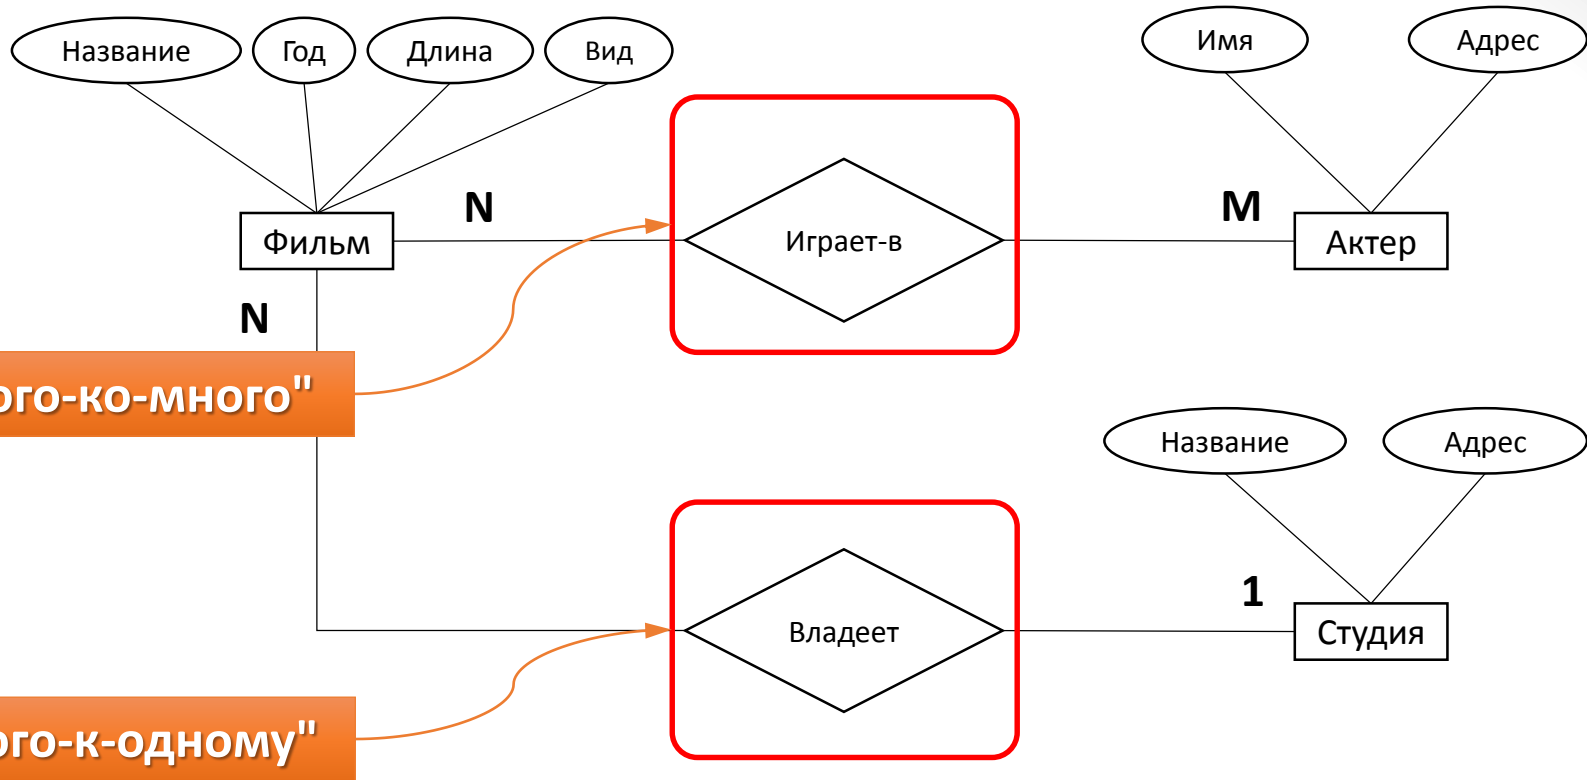 Название
Год
Длина
Вид
Имя
Адрес
N
M
Фильм
Играет-в
Актер
N
ого-ко-много"
Название
Адрес
1
Владеет
Студия
ого-к-одному"